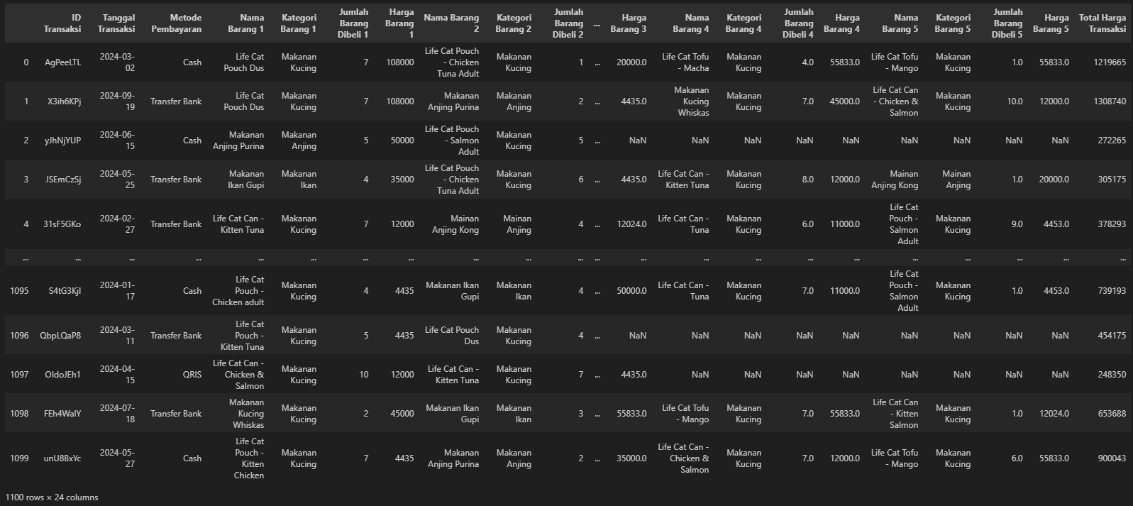 ID Transaksi Tanggal Transaksi Metode Pembayaran Nama Barang 1 Kategori Barang 1 Jumlah Barang Dibeli 1 Harga Barang 1 Nama Barang 2 Kategori Barang 2 Jumlah Barang Dibeli 2 ... Harga Barang 3 Nama Barang 4 Kategori Barang 4 Jumlah Barang Dibeli 4 Harga Barang 4 Nama Barang 5 Kategori Barang 5 Jumlah Barang Dibeli 5 Harga Barang 5 Total Harga Transaksi
0 AgPeeLTL 2024-03-02 Cash Life Cat Pouch Dus Makanan Kucing 7 108000 Life Cat Pouch - Chicken Tuna Adult Makanan Kucing 1 ... 20000.0 Life Cat Tofu - Macha Makanan Kucing 4.0 55833.0 Life Cat Tofu - Mango Makanan Kucing 1.0 55833.0 1219665
1 X3ih6KPj 2024-09-19 Transfer Bank Life Cat Pouch Dus Makanan Kucing 7 108000 Makanan Anjing Purina Makanan Anjing 2 ... 4435.0 Makanan Kucing Whiskas Makanan Kucing 7.0 45000.0 Life Cat Can - Chicken & Salmon Makanan Kucing 10.0 12000.0 1308740
2 yJhNjYUP 2024-06-15 Cash Makanan Anjing Purina Makanan Anjing 5 50000 Life Cat Pouch - Salmon Adult Makanan Kucing 5 ... NaN NaN NaN NaN NaN NaN NaN NaN NaN 272265
3 JSEmCzSj 2024-05-25 Transfer Bank Makanan Ikan Gupi Makanan Ikan 4 35000 Life Cat Pouch - Chicken Tuna Adult Makanan Kucing 6 ... 4435.0 Life Cat Can - Kitten Tuna Makanan Kucing 8.0 12000.0 Mainan Anjing Kong Makanan Anjing 1.0 20000.0 305175
4 31sF5GKo 2024-02-27 Transfer Bank Life Cat Can - Kitten Tuna Makanan Kucing 7 12000 Mainan Anjing Kong Mainan Anjing 4 ... 12024.0 Life Cat Can - Tuna Makanan Kucing 6.0 11000.0 Life Cat Pouch - Salmon Adult Makanan Kucing 9.0 4453.0 378293
... ... ... ... ... ... ... ... ... ... ... ... ... ... ... ... ... ... ... ... ... ...
1095 S4tG3KjI 2024-01-17 Cash Life Cat Pouch - Chicken adult Makanan Kucing 4 4435 Makanan Ikan Gupi Makanan Ikan 4 ... 50000.0 Life Cat Can - Tuna Makanan Kucing 7.0 11000.0 Life Cat Pouch - Salmon Adult Makanan Kucing 1.0 4453.0 739193
1096 QbpLQaP8 2024-03-11 Transfer Bank Life Cat Pouch - Kitten Tuna Makanan Kucing 5 4435 Life Cat Pouch Dus Makanan Kucing 4 ... NaN NaN NaN NaN NaN NaN NaN NaN NaN 454175
1097 OldoJEh1 2024-04-15 QRIS Life Cat Can - Chicken & Salmon Makanan Kucing 10 12000 Life Cat Can - Kitten Tuna Makanan Kucing 7 ... 4435.0 NaN NaN NaN NaN NaN NaN NaN NaN 248350
1098 FEh4WaIY 2024-07-18 Transfer Bank Makanan Kucing Whiskas Makanan Kucing 2 45000 Makanan Ikan Gupi Makanan Ikan 3 ... 55833.0 Life Cat Tofu - Mango Makanan Kucing 7.0 55833.0 Life Cat Can - Kitten Salmon Makanan Kucing 1.0 12024.0 653688
1099 unU8BxYc 2024-05-27 Cash Life Cat Pouch - Kitten Chicken Makanan Kucing 7 4435 Makanan Anjing Purina Makanan Anjing 2 ... 35000.0 Life Cat Can - Chicken & Salmon Makanan Kucing 7.0 12000.0 Life Cat Tofu - Mango Makanan Kucing 6.0 55833.0 900043
1100 rows × 24 columns